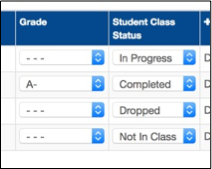 Grade Student Class Status
- - - In Progress D
A- Completed D
- - - Dropped D
- - - Not In Class D